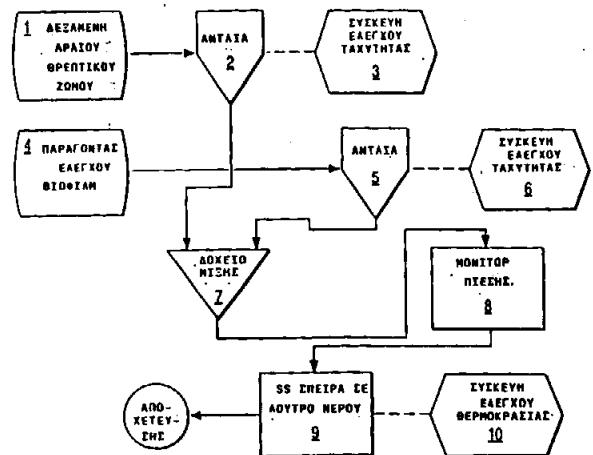 1 ΔΕΞΑΜΕΝΗ
ΑΡΑΙΟΥ
ΘΡΕΠΤΙΚΟΥ
ΖΩΜΟΥ
ΑΝΤΛΙΑ
2
ΣΥΣΚΕΥΗ
ΕΛΕΓΧΟΥ
ΤΑΧΥΤΗΤΑΣ
3
4 ΠΑΡΑΓΟΝΤΑΣ
ΕΛΕΓΧΟΥ
ΒΙΟΦΙΛΜ
ΑΝΤΛΙΑ
5
ΣΥΣΚΕΥΗ
ΕΛΕΓΧΟΥ
ΤΑΧΥΤΗΤΑΣ
6
ΔΟΧΕΙΟ
ΜΙΞΗΣ
7
ΜΟΝΙΤΟΡ
ΠΙΕΣΗΣ.
8
ΑΠΟ-
ΧΕΤΕΥ-
ΣΗΣ
SS ΣΠΕΙΡΑ ΣΕ
ΛΟΥΤΡΟ ΝΕΡΟΥ
9
ΣΥΣΚΕΥΗ
ΕΛΕΓΧΟΥ
ΘΕΡΜΟΚΡΑΣΙΑΣ
10